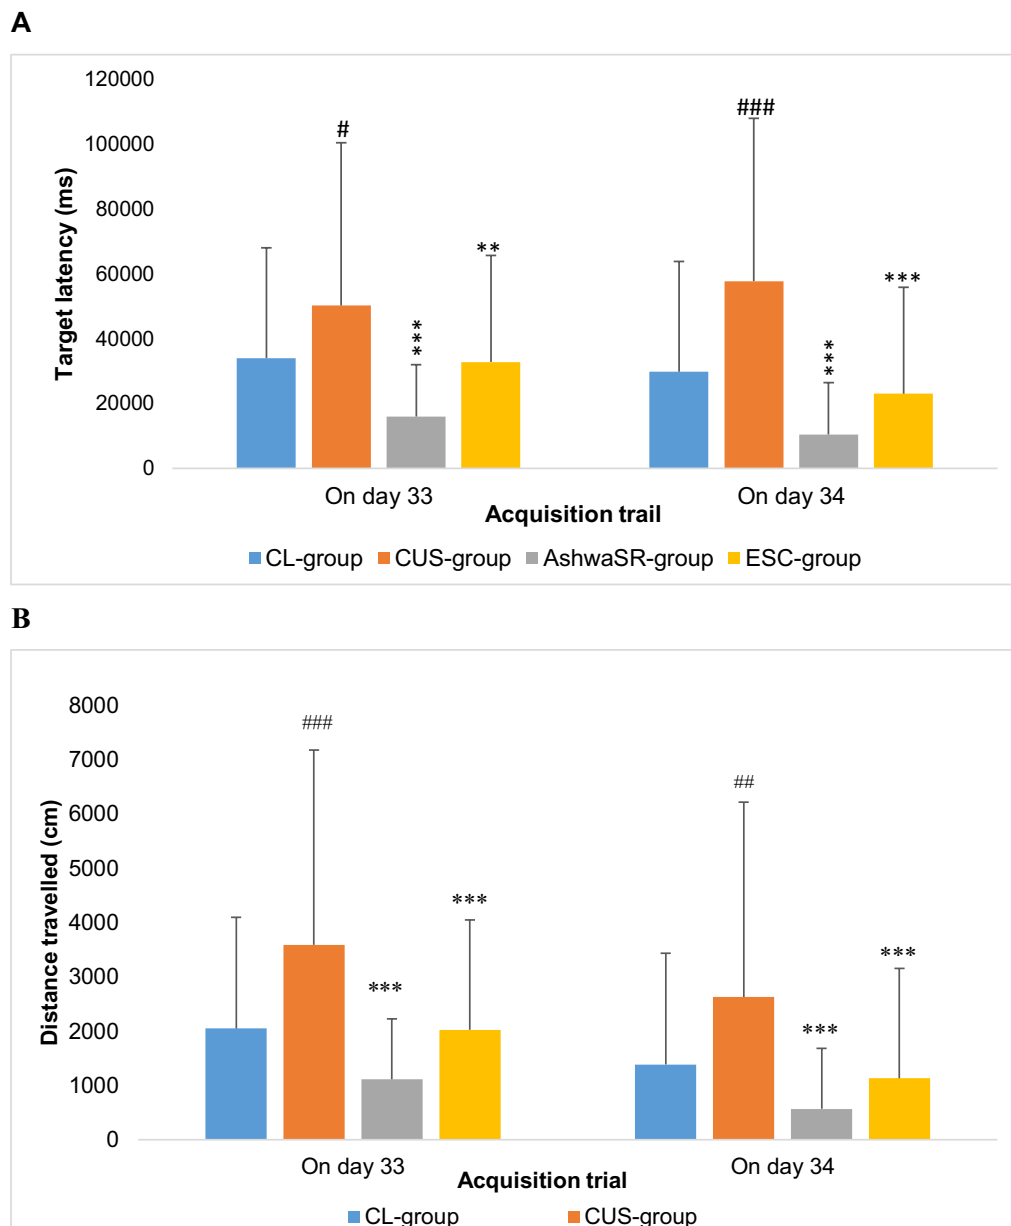 A
120000
100000
80000
60000
40000
20000
0
Target latency (ms)
#
***
**
###
***
***
On day 33
On day 34
Acquisition trail
CL-group CUS-group AshwaSR-group ESC-group
B
8000
7000
6000
5000
4000
3000
2000
1000
0
Distance travelled (cm)
###
***
***
##
***
***
On day 33
On day 34
Acquisition trial
CL-group CUS-group